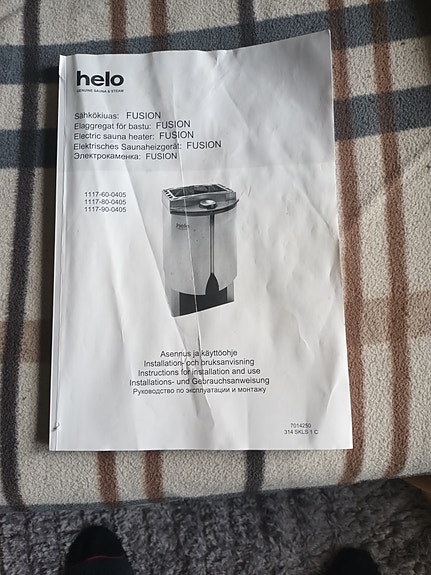 helo
GENUINE SAUNA & STEAM
Sähkökiuas: FUSION
Elaggregat för bastu: FUSION
Electric sauna heater: FUSION
Elektrisches Saunaheizgerät: FUSION
Электрокаменка: FUSION
1117-60-0405
1117-80-0405
1117-90-0405
helo
Asennus ja käyttöohje
Installation- och bruksanvisning
Instructions for installation and use
Installations- und Gebrauchsanweisung
Руководство по эксплуатации и монтажу
7014250
314 SKLS 1 C